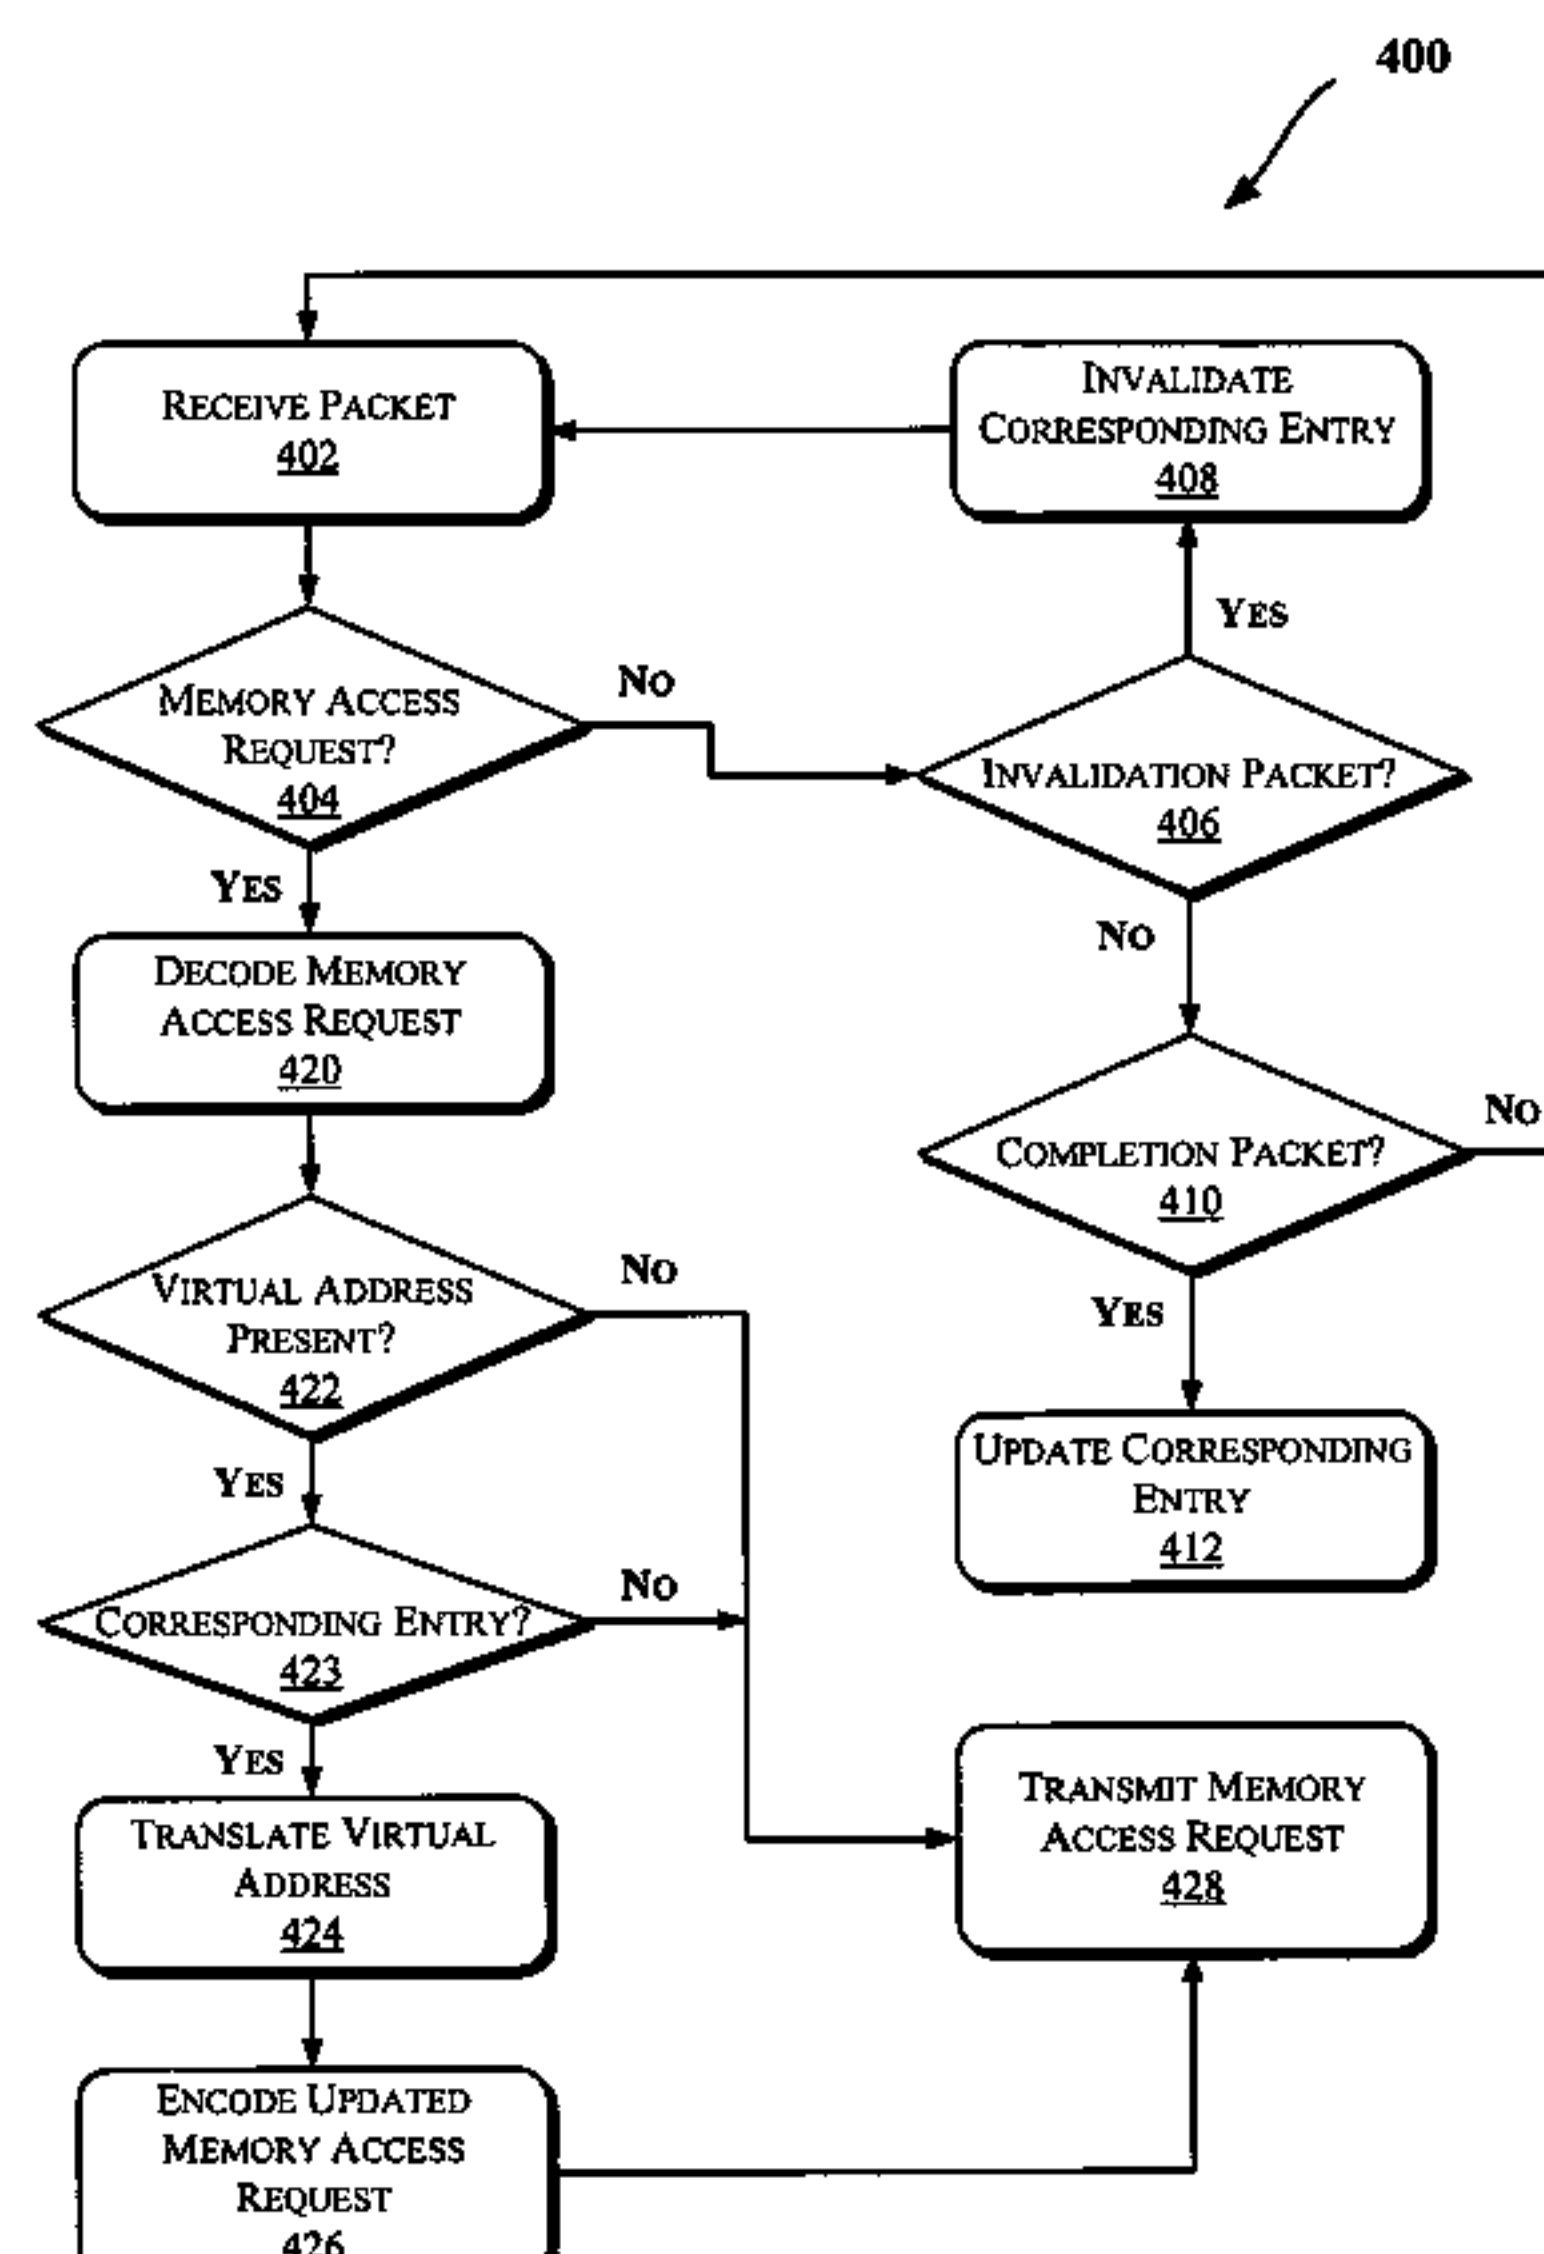 400
RECEIVE PACKET
402
INVALIDATE
CORRESPONDING ENTRY
408
YES
MEMORY ACCESS
REQUEST?
404
NO
INVALIDATION PACKET?
406
YES
NO
DECODE MEMORY
ACCESS REQUEST
420
COMPLETION PACKET?
410
NO
VIRTUAL ADDRESS
PRESENT?
422
NO
YES
YES
UPDATE CORRESPONDING
ENTRY
412
CORRESPONDING ENTRY?
423
NO
YES
TRANSLATE VIRTUAL
ADDRESS
424
TRANSMIT MEMORY
ACCESS REQUEST
428
ENCODE UPDATED
MEMORY ACCESS
REQUEST
426